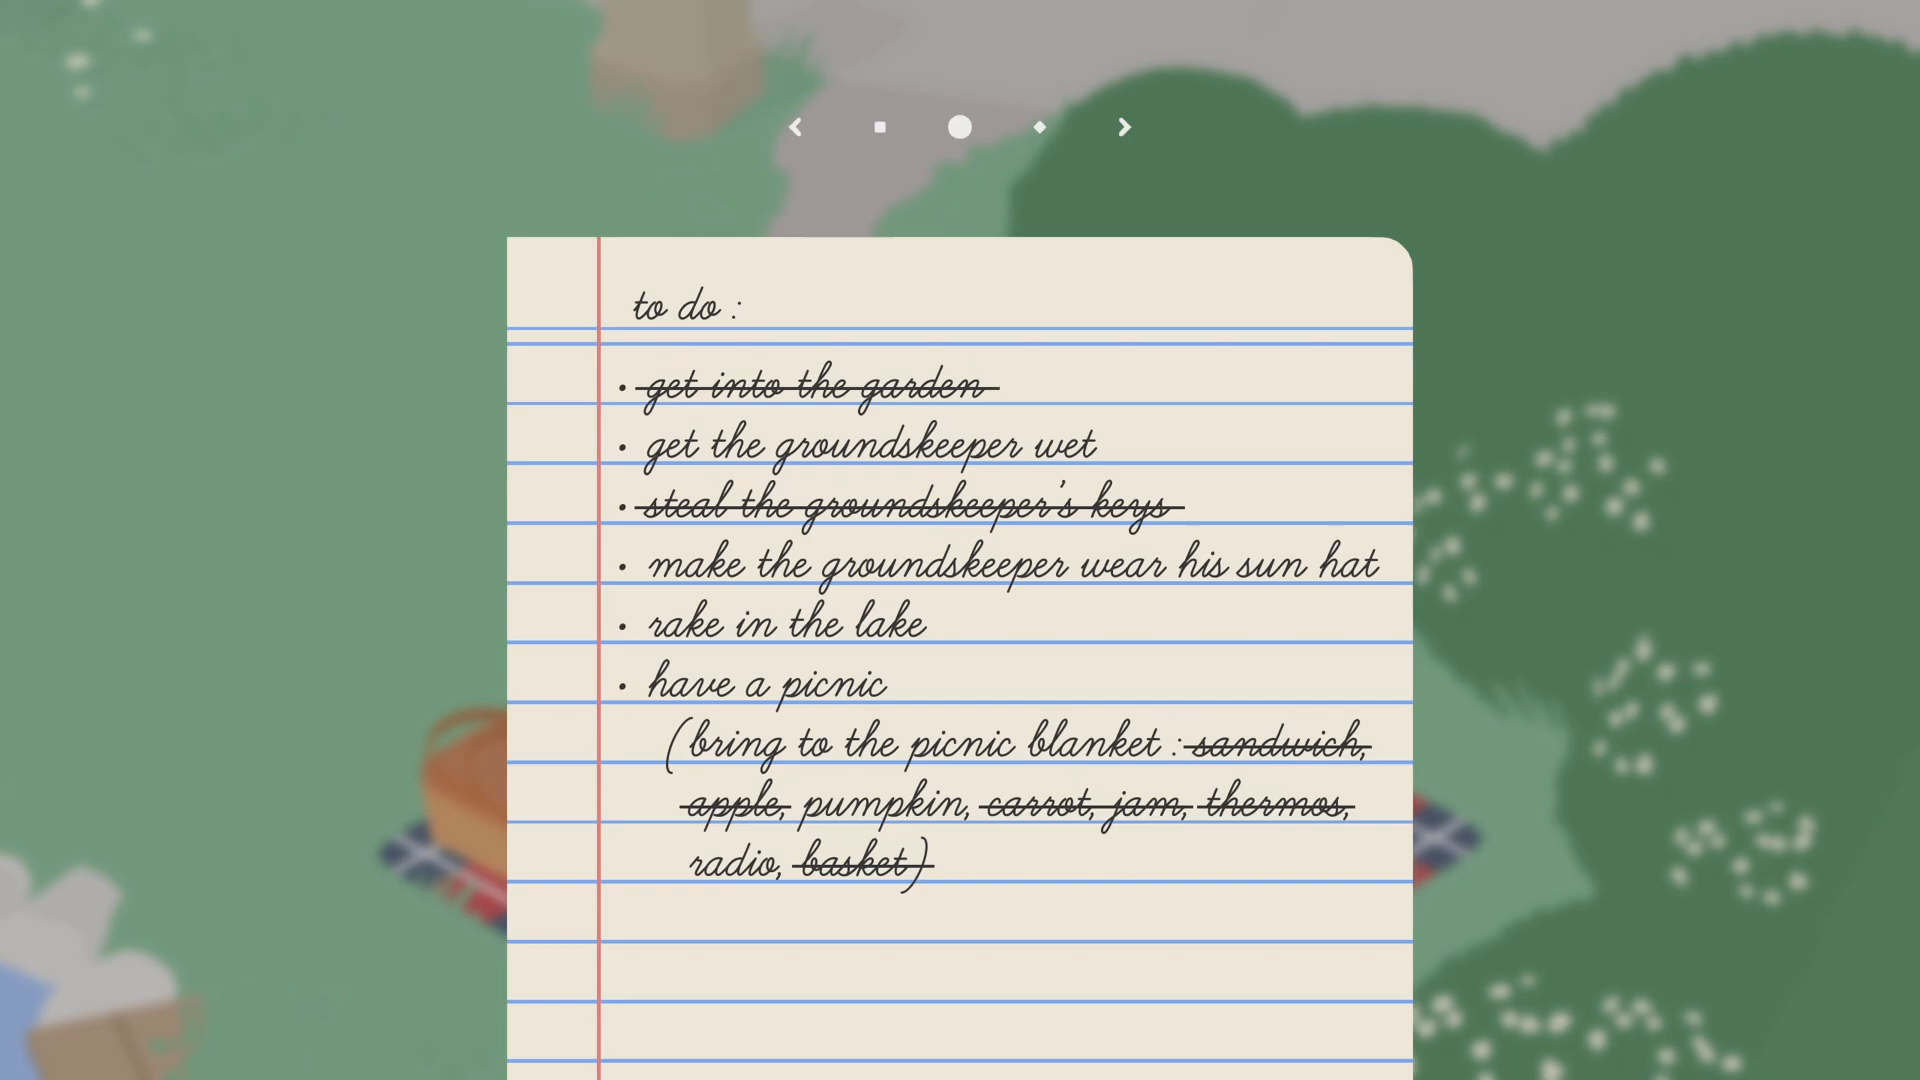 to do :
• get into the garden
• get the groundskeeper wet
• steal the groundskeeper's keys
• make the groundskeeper wear his sun hat
• rake in the lake
• have a picnic
(bring to the picnic blanket : sandwich,
apple, pumpkin, carrot, jam, thermos,
radio, basket)